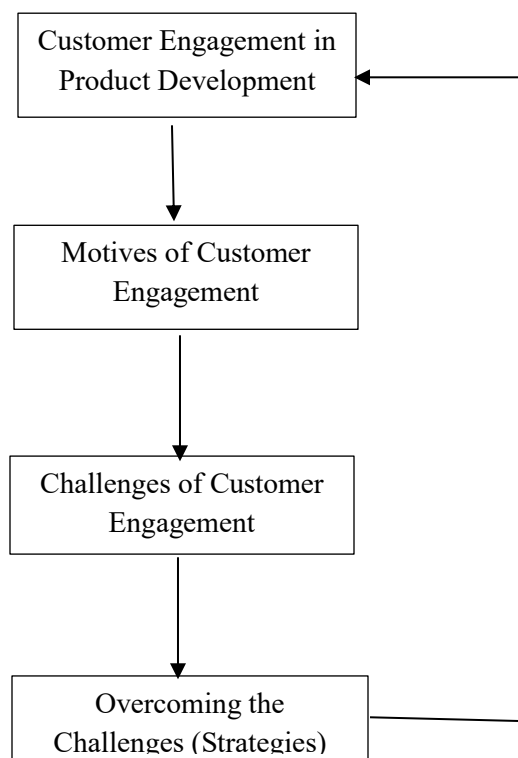 Customer Engagement in
Product Development
Motives of Customer
Engagement
Challenges of Customer
Engagement
Overcoming the
Challenges (Strategies)